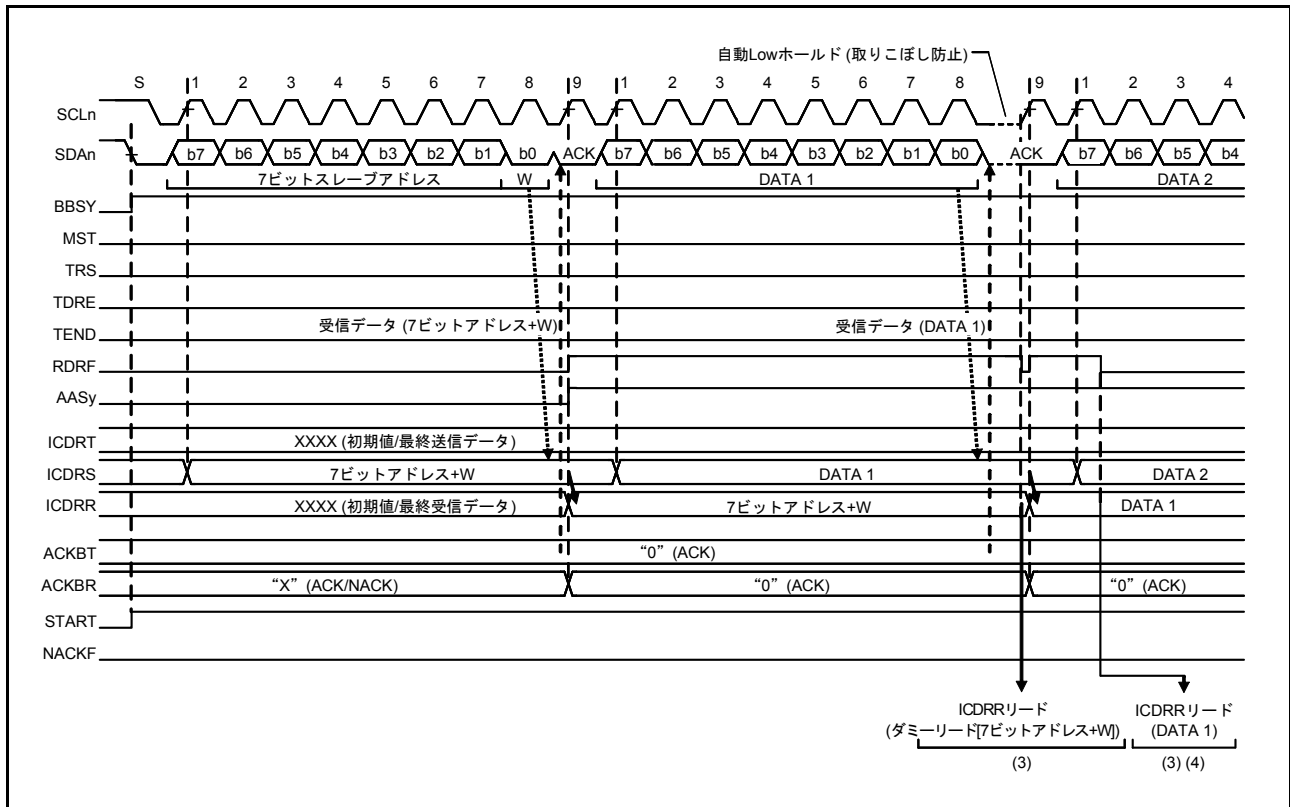 自動Lowホールド (取りこぼし防止)
S 1 2 3 4 5 6 7 8 9 1 2 3 4 5 6 7 8 9 1 2 3 4
SCLn
SDAn b7 b6 b5 b4 b3 b2 b1 b0 ACK b7 b6 b5 b4 b3 b2 b1 b0 ACK b7 b6 b5 b4
7ビットスレーブアドレス W DATA 1 DATA 2
BBSY
MST
TRS
TDRE
TEND 受信データ (7ビットアドレス+W) 受信データ (DATA 1)
RDRF
AASy
ICDRT XXXX (初期値/最終送信データ)
ICDRS 7ビットアドレス+W DATA 1 DATA 2
ICDRR XXXX (初期値/最終受信データ) 7ビットアドレス+W DATA 1
ACKBT “0” (ACK)
ACKBR “X” (ACK/NACK) “0” (ACK) “0” (ACK)
START
NACKF
ICDRRリード ICDRRリード
(ダミーリード[7ビットアドレス+W]) (DATA 1)
(3) (3) (4)